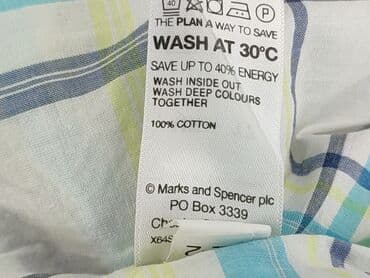 40 P
THE PLAN A WAY TO SAVE
WASH AT 30°C
SAVE UP TO 40% ENERGY
WASH INSIDE OUT
WASH DEEP COLOURS
TOGETHER
100% COTTON
© Marks and Spencer plc
PO Box 3339